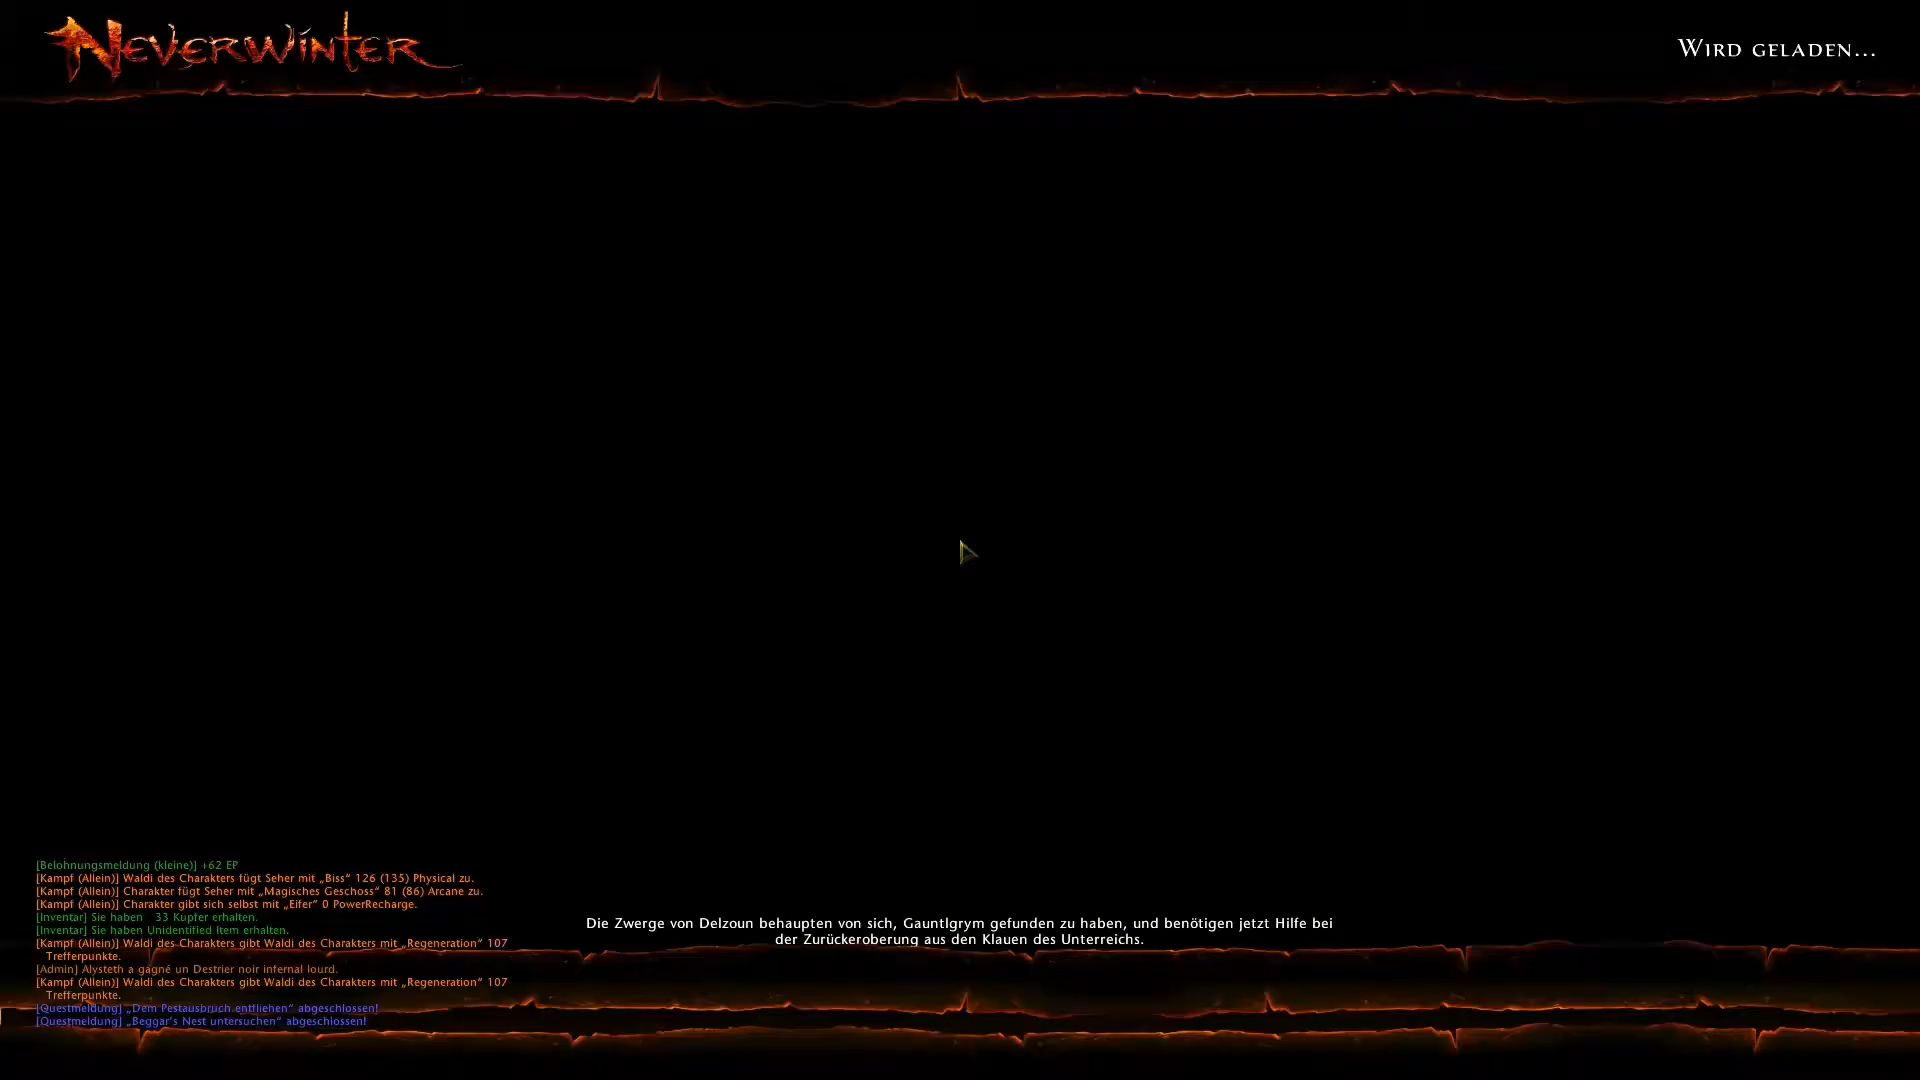 NEVERWINTER
WIRD GELADEN...
[Belohnungsmeldung (kleine)] +62 EP
[Kampf (Allein)] Waldi des Charakters fügt Seher mit „Biss“ 126 (135) Physical zu.
[Kampf (Allein)] Charakter fügt Seher mit „Magisches Geschoss“ 81 (86) Arcane zu.
[Kampf (Allein)] Charakter gibt sich selbst mit „Eifer“ 0 PowerRecharge.
[Inventar] Sie haben 33 Kupfer erhalten.
[Inventar] Sie haben Unidentified Item erhalten.
[Kampf (Allein)] Waldi des Charakters gibt Waldi des Charakters mit „Regeneration“ 107
Trefferpunkte.
[Admin] Alysteth a gagné un Destrier noir infernal lourd.
[Kampf (Allein)] Waldi des Charakters gibt Waldi des Charakters mit „Regeneration“ 107
Trefferpunkte.
[Questmeldung] „Dem Pestausbruch entfliehen“ abgeschlossen!
[Questmeldung] „Beggar's Nest untersuchen“ abgeschlossen!
Die Zwerge von Delzoun behaupten von sich, Gauntlgrym gefunden zu haben, und benötigen jetzt Hilfe bei
der Zurückeroberung aus den Klauen des Unterreichs.